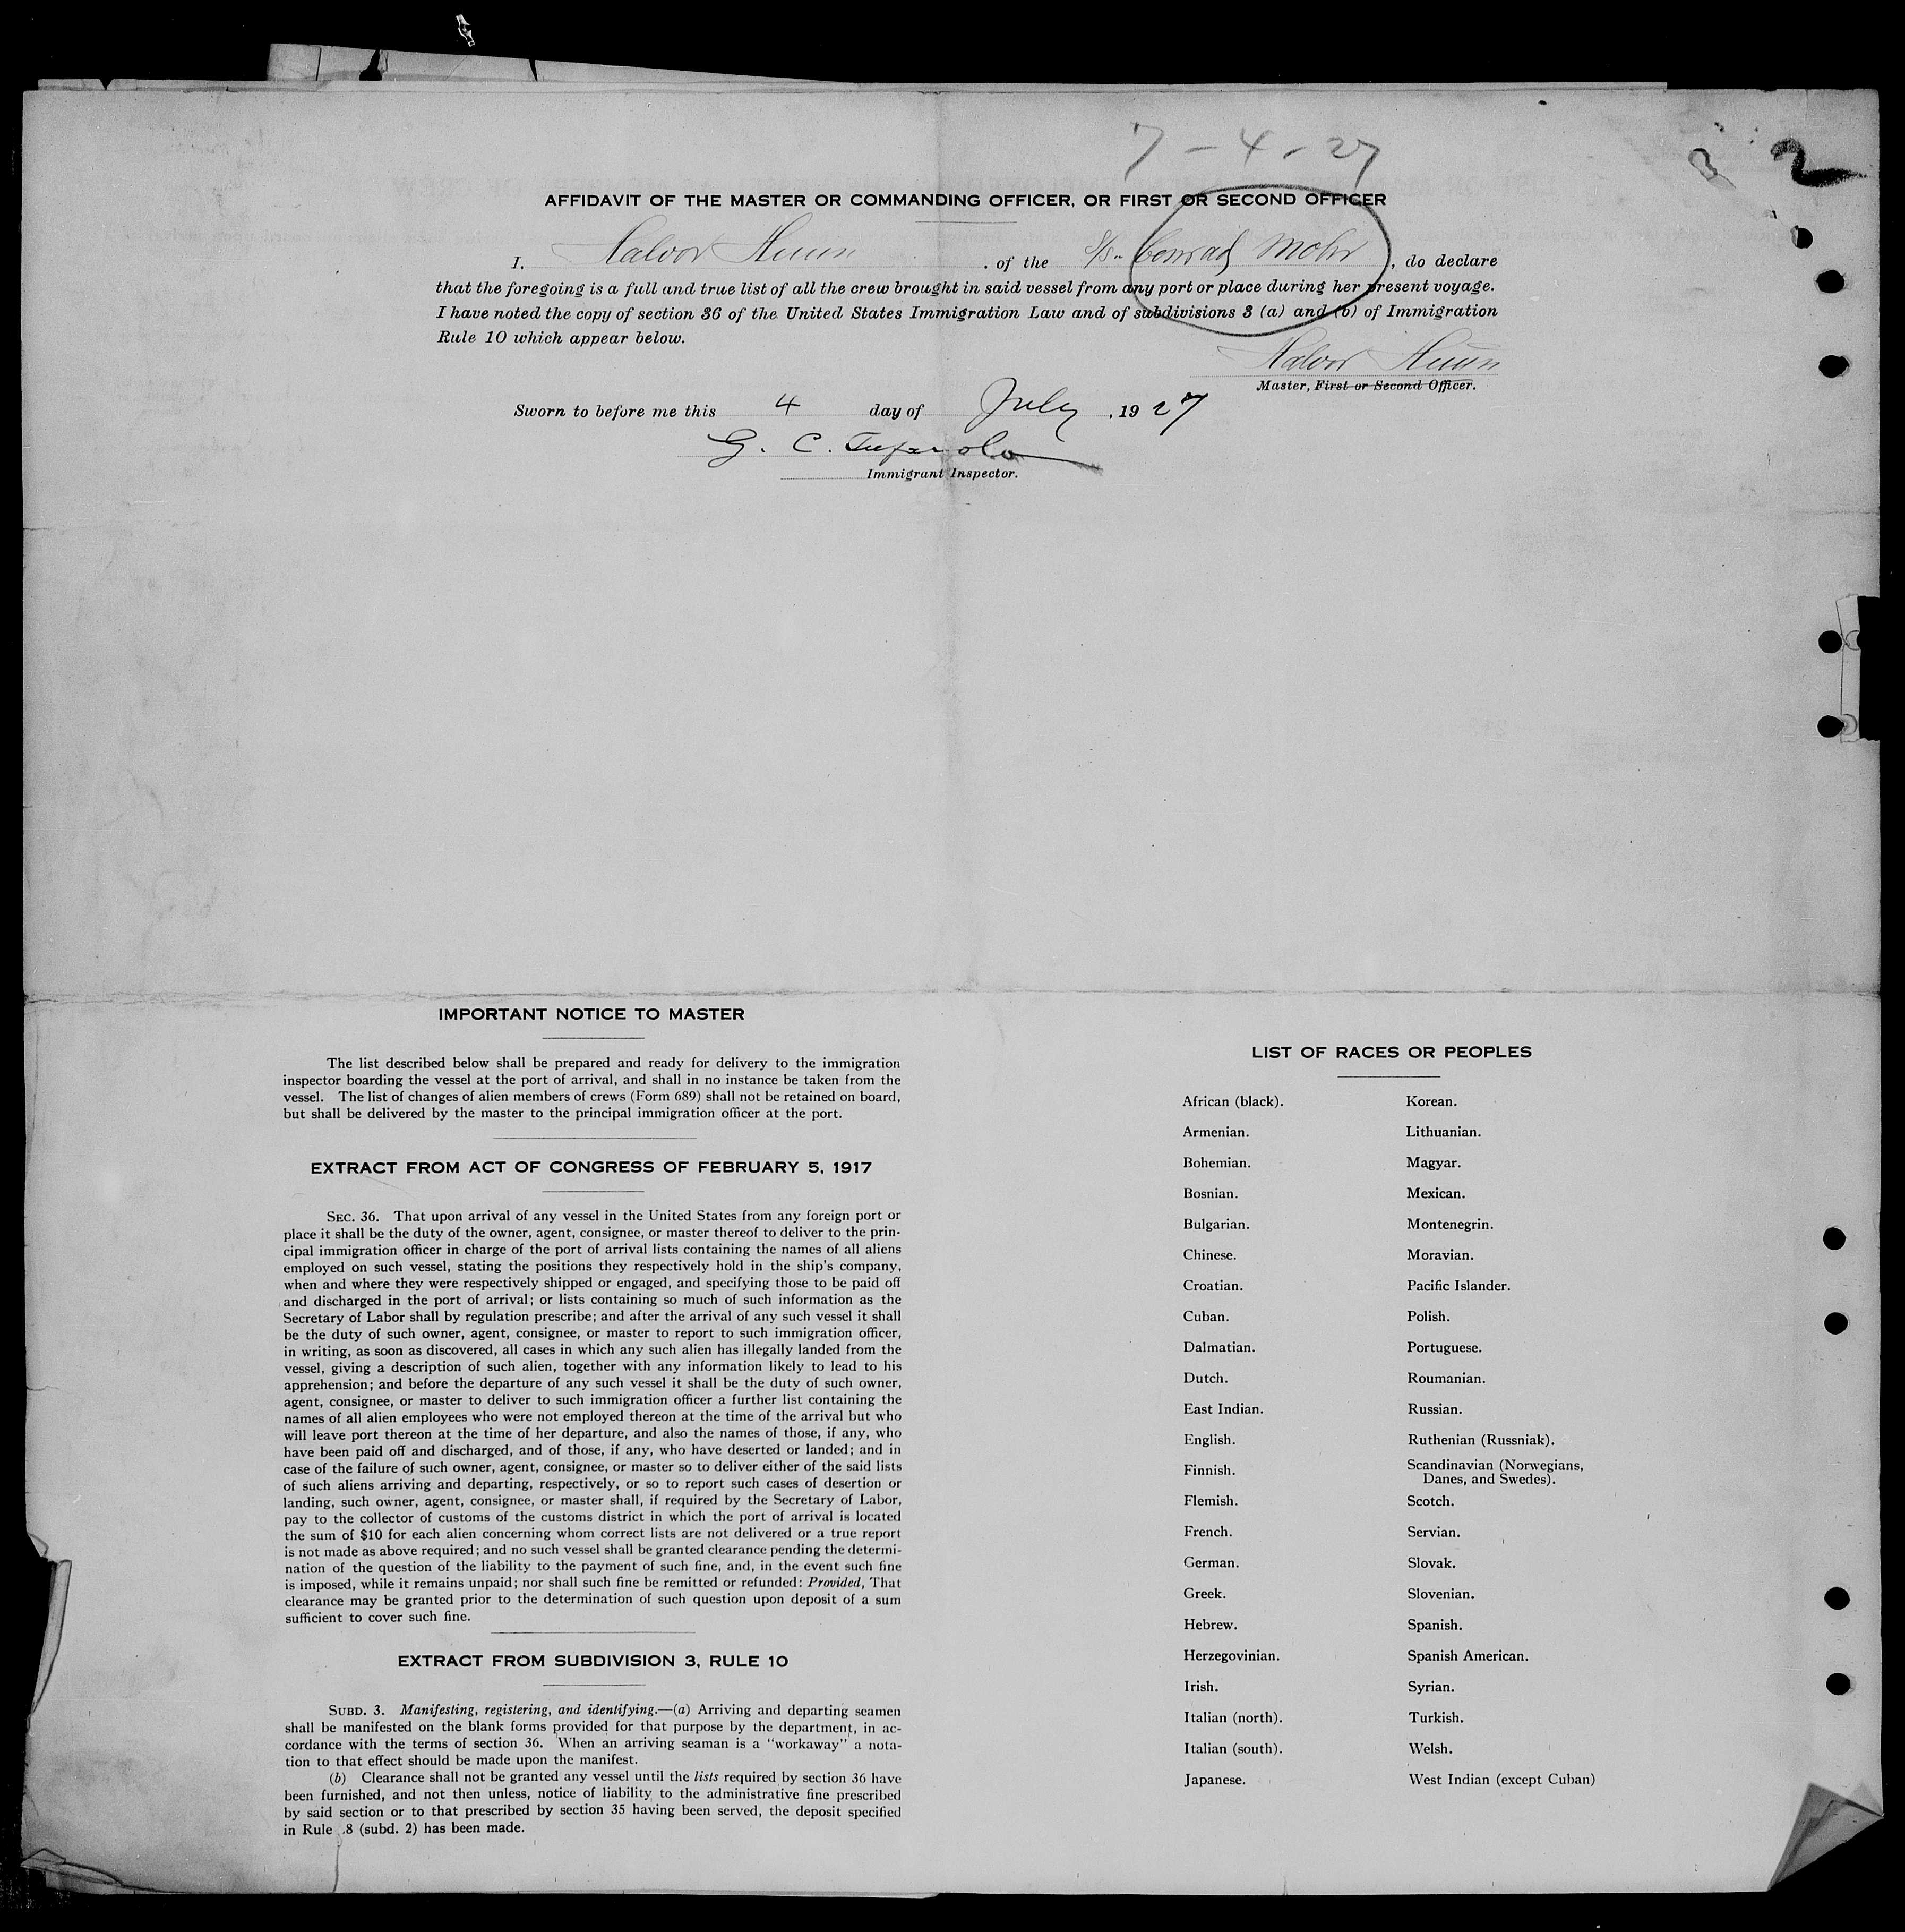 7-4-27
3 2
AFFIDAVIT OF THE MASTER OR COMMANDING OFFICER, OR FIRST OR SECOND OFFICER
I, Halvor Huun, of the S/S. Conrad Mohr, do declare
that the foregoing is a full and true list of all the crew brought in said vessel from any port or place during her present voyage.
I have noted the copy of section 36 of the United States Immigration Law and of subdivisions 3 (a) and (b) of Immigration
Rule 10 which appear below.
Halvor Huun
Master, First or Second Officer.
Sworn to before me this 4 day of July, 1927
G. C.
Immigrant Inspector.
IMPORTANT NOTICE TO MASTER
The list described below shall be prepared and ready for delivery to the immigration
inspector boarding the vessel at the port of arrival, and shall in no instance be taken from the
vessel. The list of changes of alien members of crews (Form 689) shall not be retained on board,
but shall be delivered by the master to the principal immigration officer at the port.
EXTRACT FROM ACT OF CONGRESS OF FEBRUARY 5, 1917
SEC. 36. That upon arrival of any vessel in the United States from any foreign port or
place it shall be the duty of the owner, agent, consignee, or master thereof to deliver to the prin-
cipal immigration officer in charge of the port of arrival lists containing the names of all aliens
employed on such vessel, stating the positions they respectively hold in the ship's company,
when and where they were respectively shipped or engaged, and specifying those to be paid off
and discharged in the port of arrival; or lists containing so much of such information as the
Secretary of Labor shall by regulation prescribe; and after the arrival of any such vessel it shall
be the duty of such owner, agent, consignee, or master to report to such immigration officer,
in writing, as soon as discovered, all cases in which any such alien has illegally landed from the
vessel, giving a description of such alien, together with any information likely to lead to his
apprehension; and before the departure of any such vessel it shall be the duty of such owner,
agent, consignee, or master to deliver to such immigration officer a further list containing the
names of all alien employees who were not employed thereon at the time of the arrival but who
will leave port thereon at the time of her departure, and also the names of those, if any, who
have been paid off and discharged, and of those, if any, who have deserted or landed; and in
case of the failure of such owner, agent, consignee, or master so to deliver either of the said lists
of such aliens arriving and departing, respectively, or so to report such cases of desertion or
landing, such owner, agent, consignee, or master shall, if required by the Secretary of Labor,
pay to the collector of customs of the customs district in which the port of arrival is located
the sum of $10 for each alien concerning whom correct lists are not delivered or a true report
is not made as above required; and no such vessel shall be granted clearance pending the determi-
nation of the question of the liability to the payment of such fine, and, in the event such fine
is imposed, while it remains unpaid; nor shall such fine be remitted or refunded: Provided, That
clearance may be granted prior to the determination of such question upon deposit of a sum
sufficient to cover such fine.
EXTRACT FROM SUBDIVISION 3, RULE 10
SUBD. 3. Manifesting, registering, and identifying.—(a) Arriving and departing seamen
shall be manifested on the blank forms provided for that purpose by the department, in ac-
cordance with the terms of section 36. When an arriving seaman is a "workaway" a nota-
tion to that effect should be made upon the manifest.
(b) Clearance shall not be granted any vessel until the lists required by section 36 have
been furnished, and not then unless, notice of liability to the administrative fine prescribed
by said section or to that prescribed by section 35 having been served, the deposit specified
in Rule 8 (subd. 2) has been made.
LIST OF RACES OR PEOPLES
African (black).
Armenian.
Bohemian.
Bosnian.
Bulgarian.
Chinese.
Croatian.
Cuban.
Dalmatian.
Dutch.
East Indian.
English.
Finnish.
Flemish.
French.
German.
Greek.
Hebrew.
Herzegovinian.
Irish.
Italian (north).
Italian (south).
Japanese.
Korean.
Lithuanian.
Magyar.
Mexican.
Montenegrin.
Moravian.
Pacific Islander.
Polish.
Portuguese.
Roumanian.
Russian.
Ruthenian (Russniak).
Scandinavian (Norwegians,
Danes, and Swedes).
Scotch.
Servian.
Slovak.
Slovenian.
Spanish.
Spanish American.
Syrian.
Turkish.
Welsh.
West Indian (except Cuban)